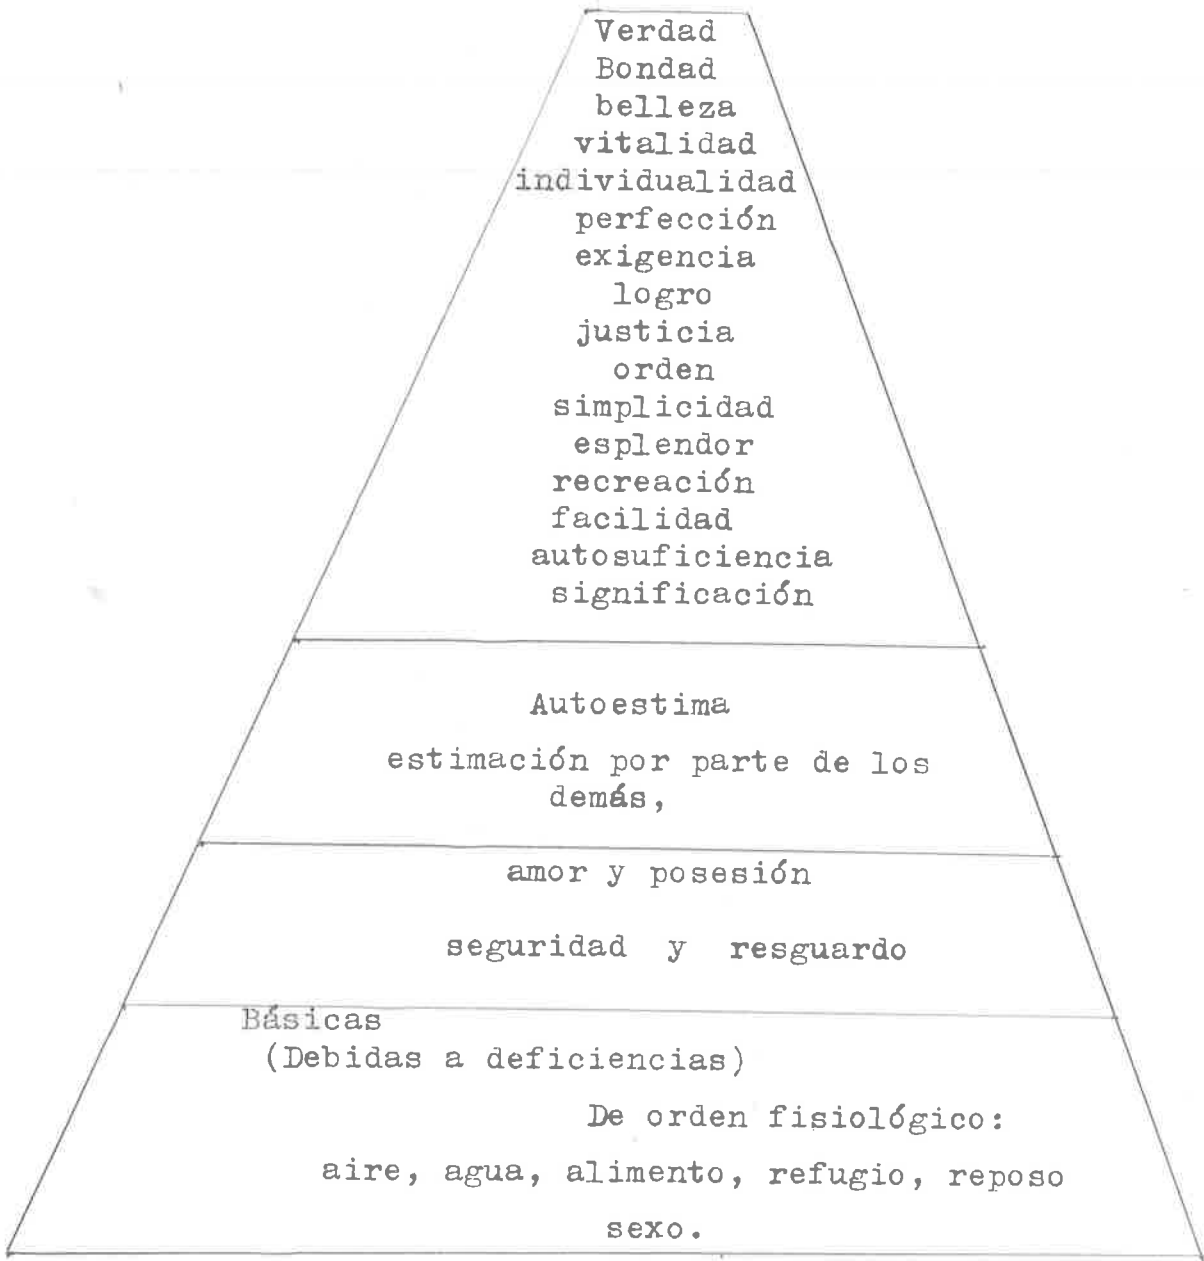 Verdad
Bondad
belleza
vitalidad
individualidad
perfección
exigencia
logro
justicia
orden
simplicidad
esplendor
recreación
facilidad
autosuficiencia
significación
Autoestima
estimación por parte de los
demás,
amor y posesión
seguridad y resguardo
Básicas
(Debidas a deficiencias)
De orden fisiológico:
aire, agua, alimento, refugio, reposo
sexo.